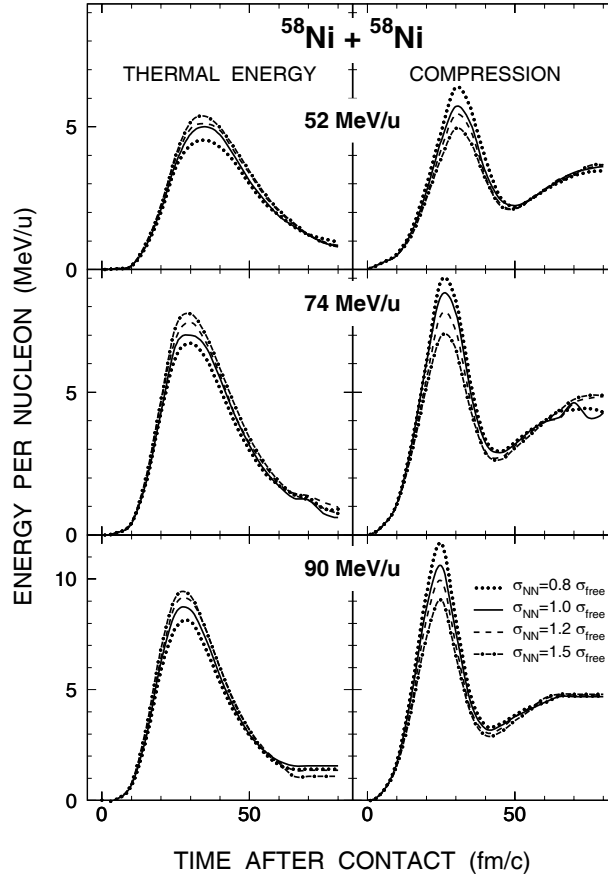 ⁵⁸Ni + ⁵⁸Ni
THERMAL ENERGY
COMPRESSION
52 MeV/u
5
0
74 MeV/u
5
0
90 MeV/u
10
5
0
σNN=0.8 σfree
σNN=1.0 σfree
σNN=1.2 σfree
σNN=1.5 σfree
0
50
0
50
ENERGY PER NUCLEON (MeV/u)
TIME AFTER CONTACT (fm/c)